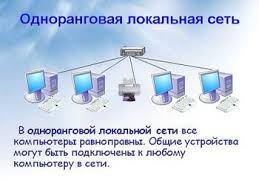 Одноранговая локальная сеть
В одноранговой локальной сети все
компьютеры равноправны. Общие устройства
могут быть подключены к любому
компьютеру в сети.